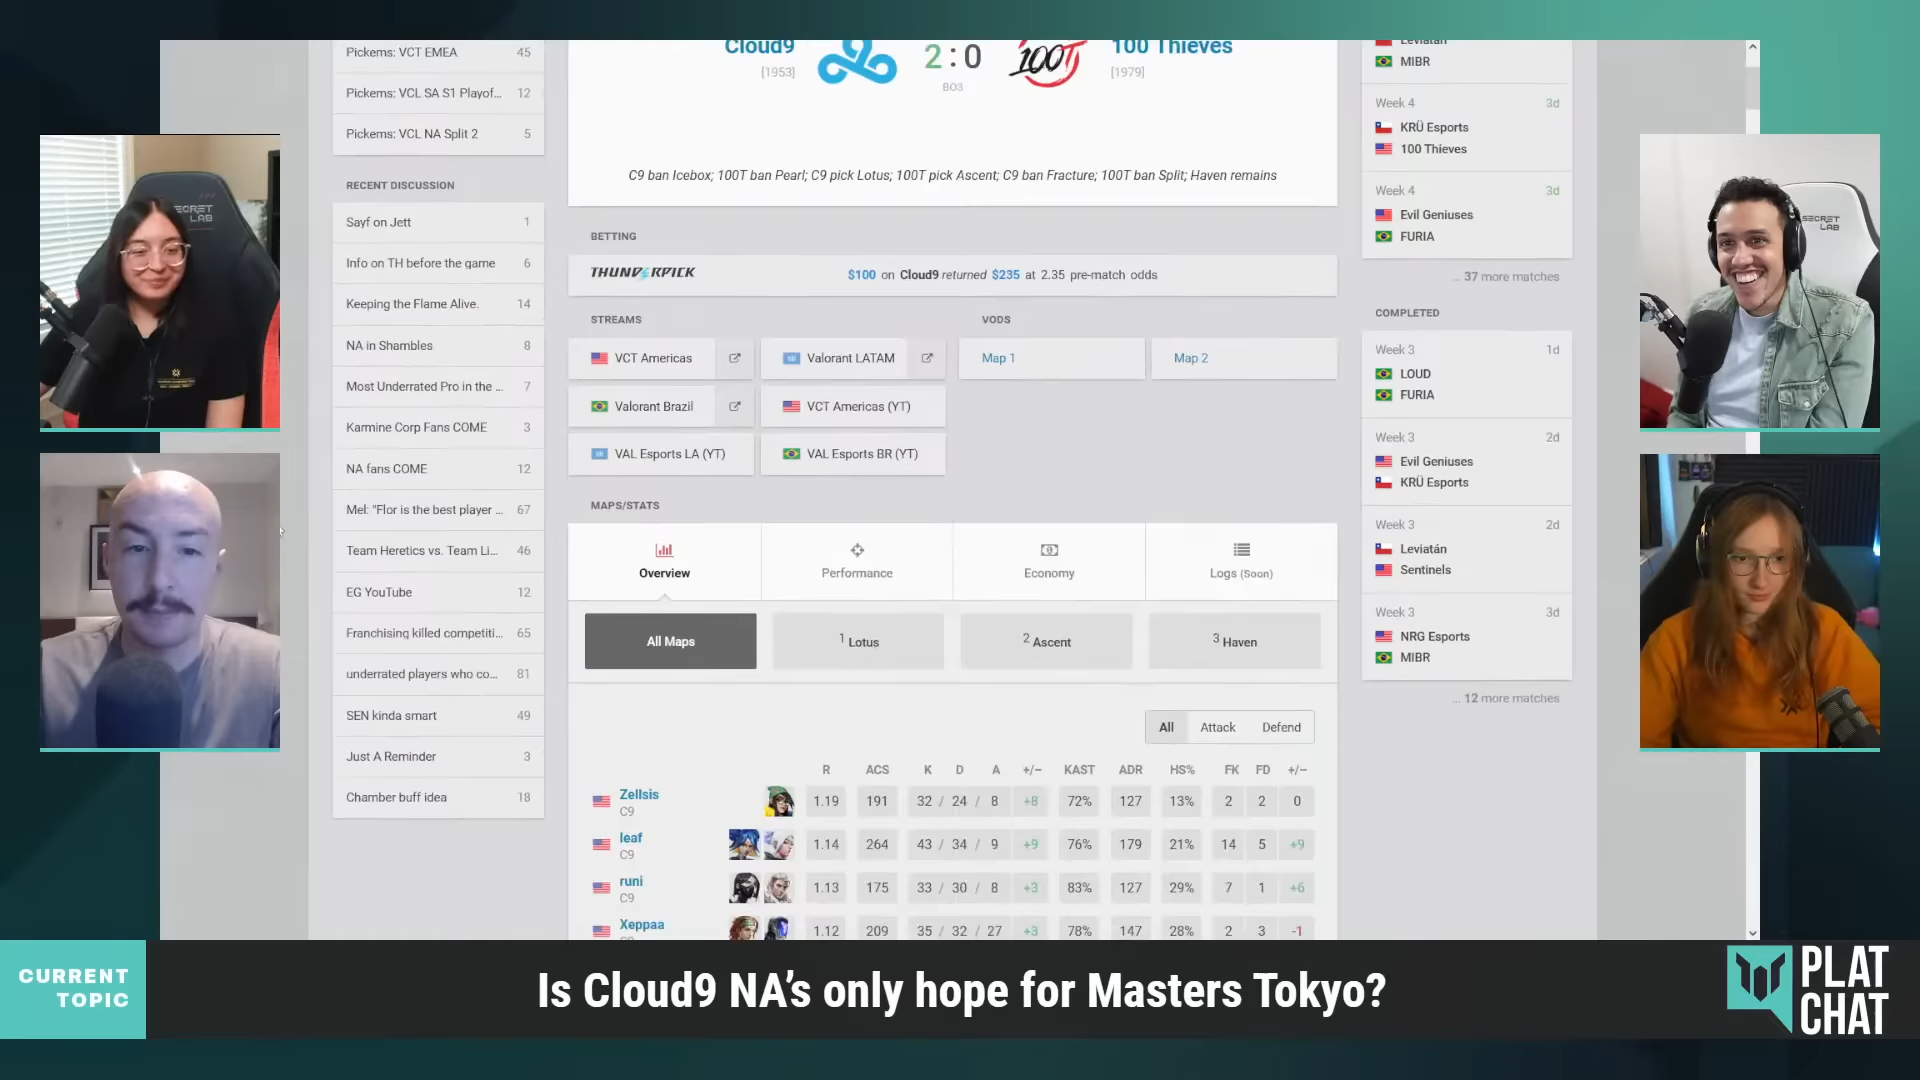 Pickems: VCT EMEA 45
Pickems: VCL SA S1 Playof... 12
Pickems: VCL NA Split 2 5
RECENT DISCUSSION
Sayf on Jett 1
Info on TH before the game 6
Keeping the Flame Alive. 14
NA in Shambles 8
Most Underrated Pro in the ... 7
Karmine Corp Fans COME 3
NA fans COME 12
Mel: "Flor is the best player ... 67
Team Heretics vs. Team Li... 46
EG YouTube 12
Franchising killed competiti... 65
underrated players who co... 81
SEN kinda smart 49
Just A Reminder 3
Chamber buff idea 18
Cloud9 2 : 0 100 Thieves
[1953] 100T [1979]
BO3
C9 ban Icebox; 100T ban Pearl; C9 pick Lotus; 100T pick Ascent; C9 ban Fracture; 100T ban Split; Haven remains
BETTING
THUNDERPICK $100 on Cloud9 returned $235 at 2.35 pre-match odds
STREAMS
VCT Americas
Valorant LATAM
Valorant Brazil
VCT Americas (YT)
VAL Esports LA (YT)
VAL Esports BR (YT)
VODS
Map 1
Map 2
MAPS/STATS
Overview
Performance
Economy
Logs (Soon)
All Maps
1 Lotus
2 Ascent
3 Haven
All Attack Defend
R ACS K D A +/– KAST ADR HS% FK FD +/–
Zellsis 1.19 191 32 / 24 / 8 +8 72% 127 13% 2 2 0
C9
leaf 1.14 264 43 / 34 / 9 +9 76% 179 21% 14 5 +9
C9
runi 1.13 175 33 / 30 / 8 +3 83% 127 29% 7 1 +6
C9
Xeppaa 1.12 209 35 / 32 / 27 +3 78% 147 28% 2 3 -1
Leviatán
MIBR
Week 4 3d
KRÜ Esports
100 Thieves
Week 4 3d
Evil Geniuses
FURIA
... 37 more matches
COMPLETED
Week 3 1d
LOUD
FURIA
Week 3 2d
Evil Geniuses
KRÜ Esports
Week 3 2d
Leviatán
Sentinels
Week 3 3d
NRG Esports
MIBR
... 12 more matches
SECRET
LAB
SECRET
LAB
CURRENT
TOPIC
Is Cloud9 NA's only hope for Masters Tokyo?
PLAT
CHAT